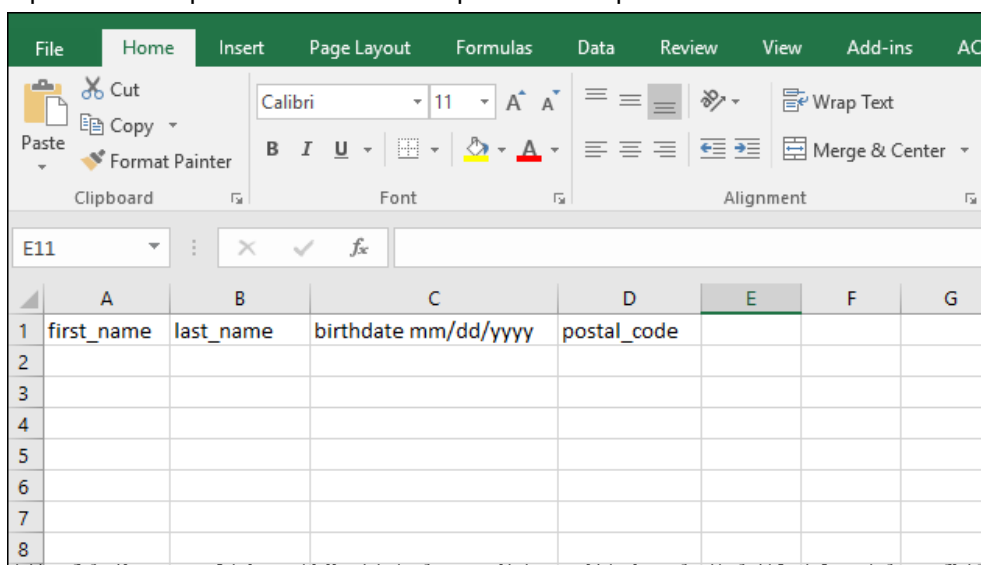 File Home Insert Page Layout Formulas Data Review View Add-ins AC
Cut
Copy
Paste
Format Painter
Calibri 11 A A
B I U A
Wrap Text
Merge & Center
Clipboard Font Alignment
E11 fx
A B C D E F G
1 first_name last_name birthdate mm/dd/yyyy postal_code
2
3
4
5
6
7
8